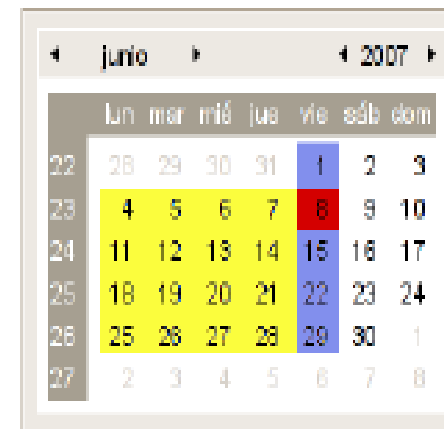 junio 2007
lun mar mié jue vie sáb dom
22 28 29 30 31 1 2 3
23 4 5 6 7 8 9 10
24 11 12 13 14 15 16 17
25 18 19 20 21 22 23 24
26 25 26 27 28 29 30 1
27 2 3 4 5 6 7 8